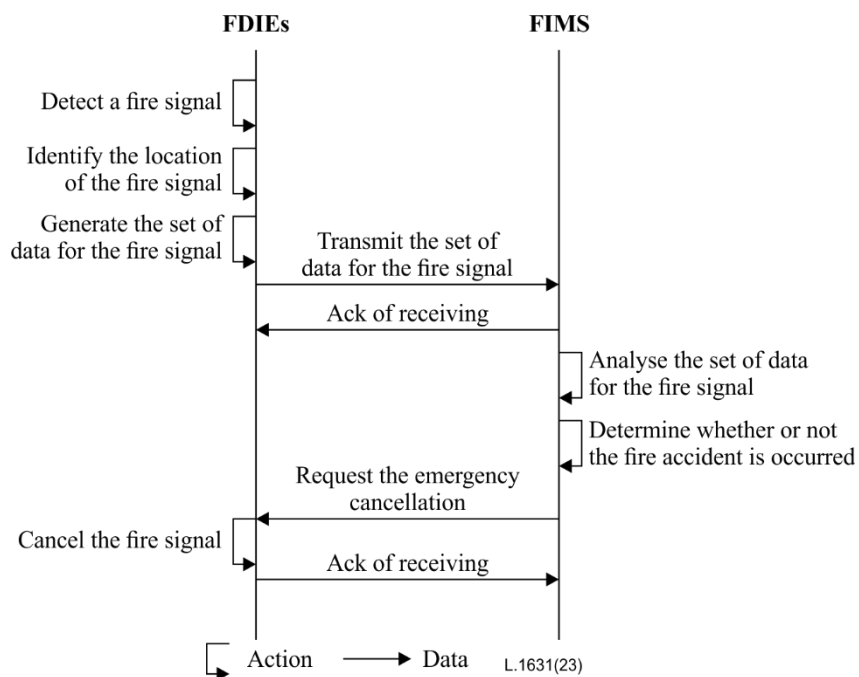 FDIEs
FIMS
Detect a fire signal
Identify the location
of the fire signal
Generate the set of
data for the fire signal
Transmit the set of
data for the fire signal
Ack of receiving
Analyse the set of data
for the fire signal
Determine whether or not
the fire accident is occurred
Request the emergency
cancellation
Cancel the fire signal
Ack of receiving
Action
Data
L.1631(23)